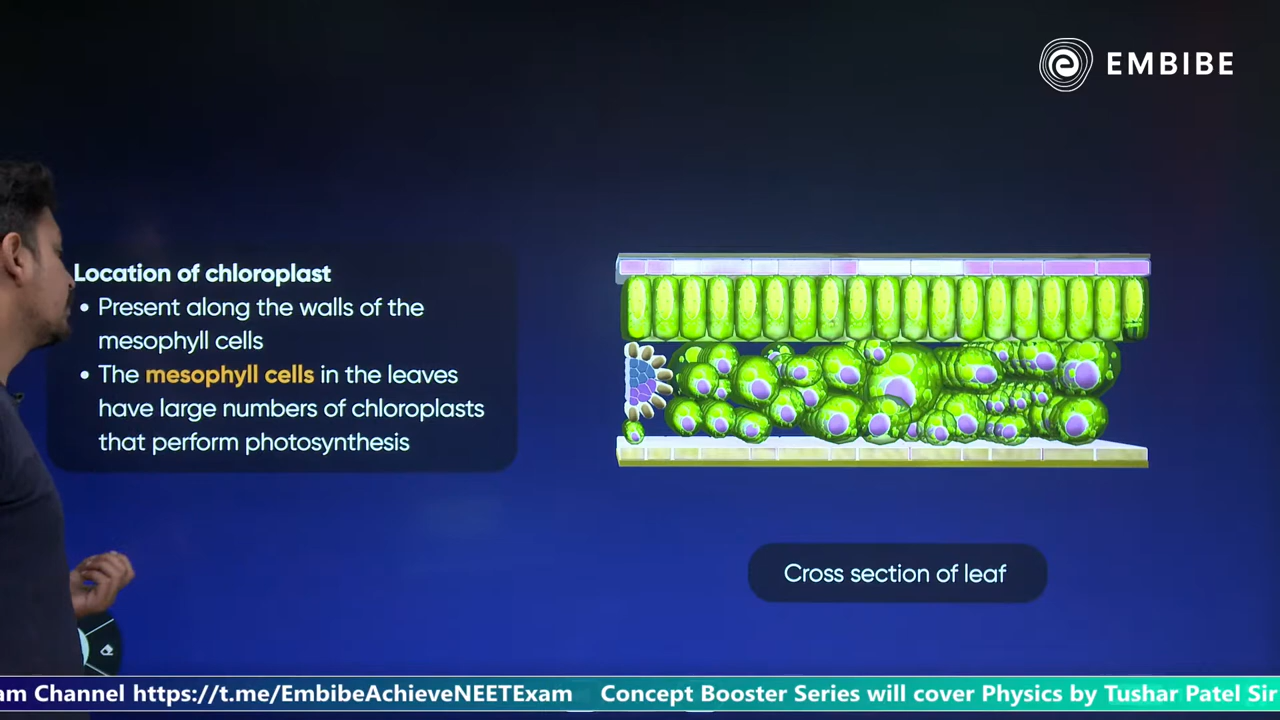 EMBIBE
Location of chloroplast
• Present along the walls of the
mesophyll cells
• The mesophyll cells in the leaves
have large numbers of chloroplasts
that perform photosynthesis
Cross section of leaf
am Channel https://t.me/EmbibeAchieveNEETExam Concept Booster Series will cover Physics by Tushar Patel Sir